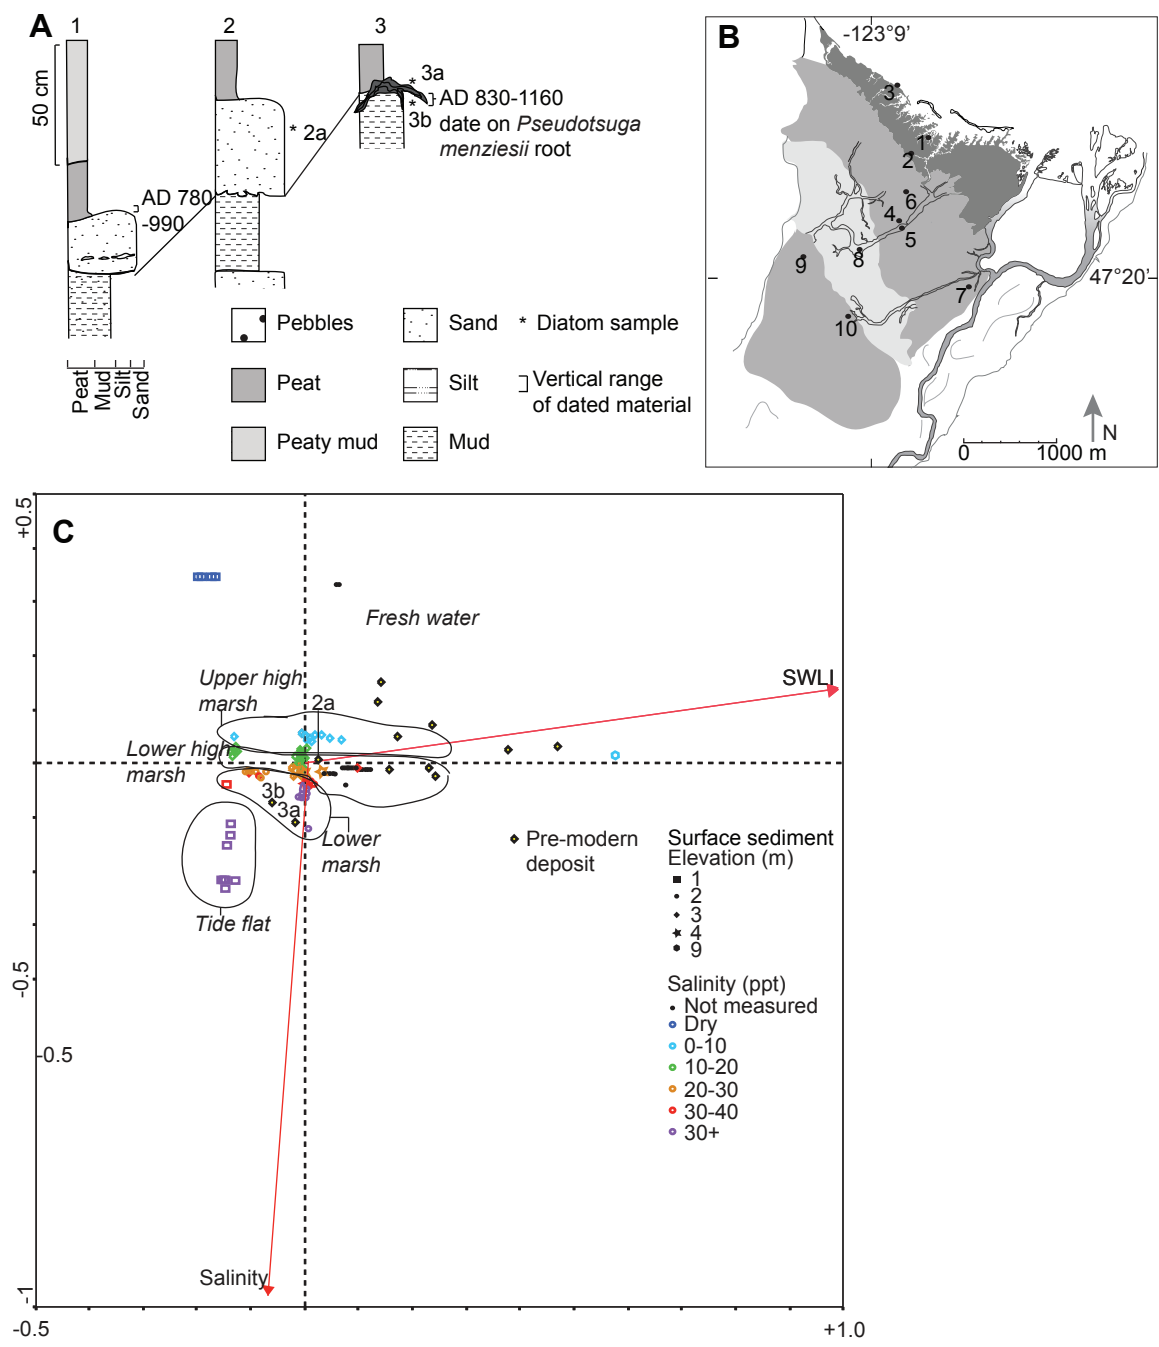 A
1
2
3
50 cm
3a
*
AD 830-1160
date on Pseudotsuga
menziesii root
*
3b
* 2a
AD 780
-990
Peat
Mud
Silt
Sand
Pebbles
Sand
* Diatom sample
Peat
Silt
Vertical range
of dated material
Peaty mud
Mud
B
-123°9’
3
1
2
6
4
5
8
9
7
10
47°20’
N
0
1000 m
C
+0.5
Fresh water
Upper high
marsh
2a
SWLI
Lower high
marsh
3b
3a
Lower
marsh
Tide flat
Pre-modern
deposit
Surface sediment
Elevation (m)
1
2
3
4
9
Salinity (ppt)
Not measured
Dry
0-10
10-20
20-30
30-40
30+
-0.5
-0.5
Salinity
-1
-0.5
+1.0